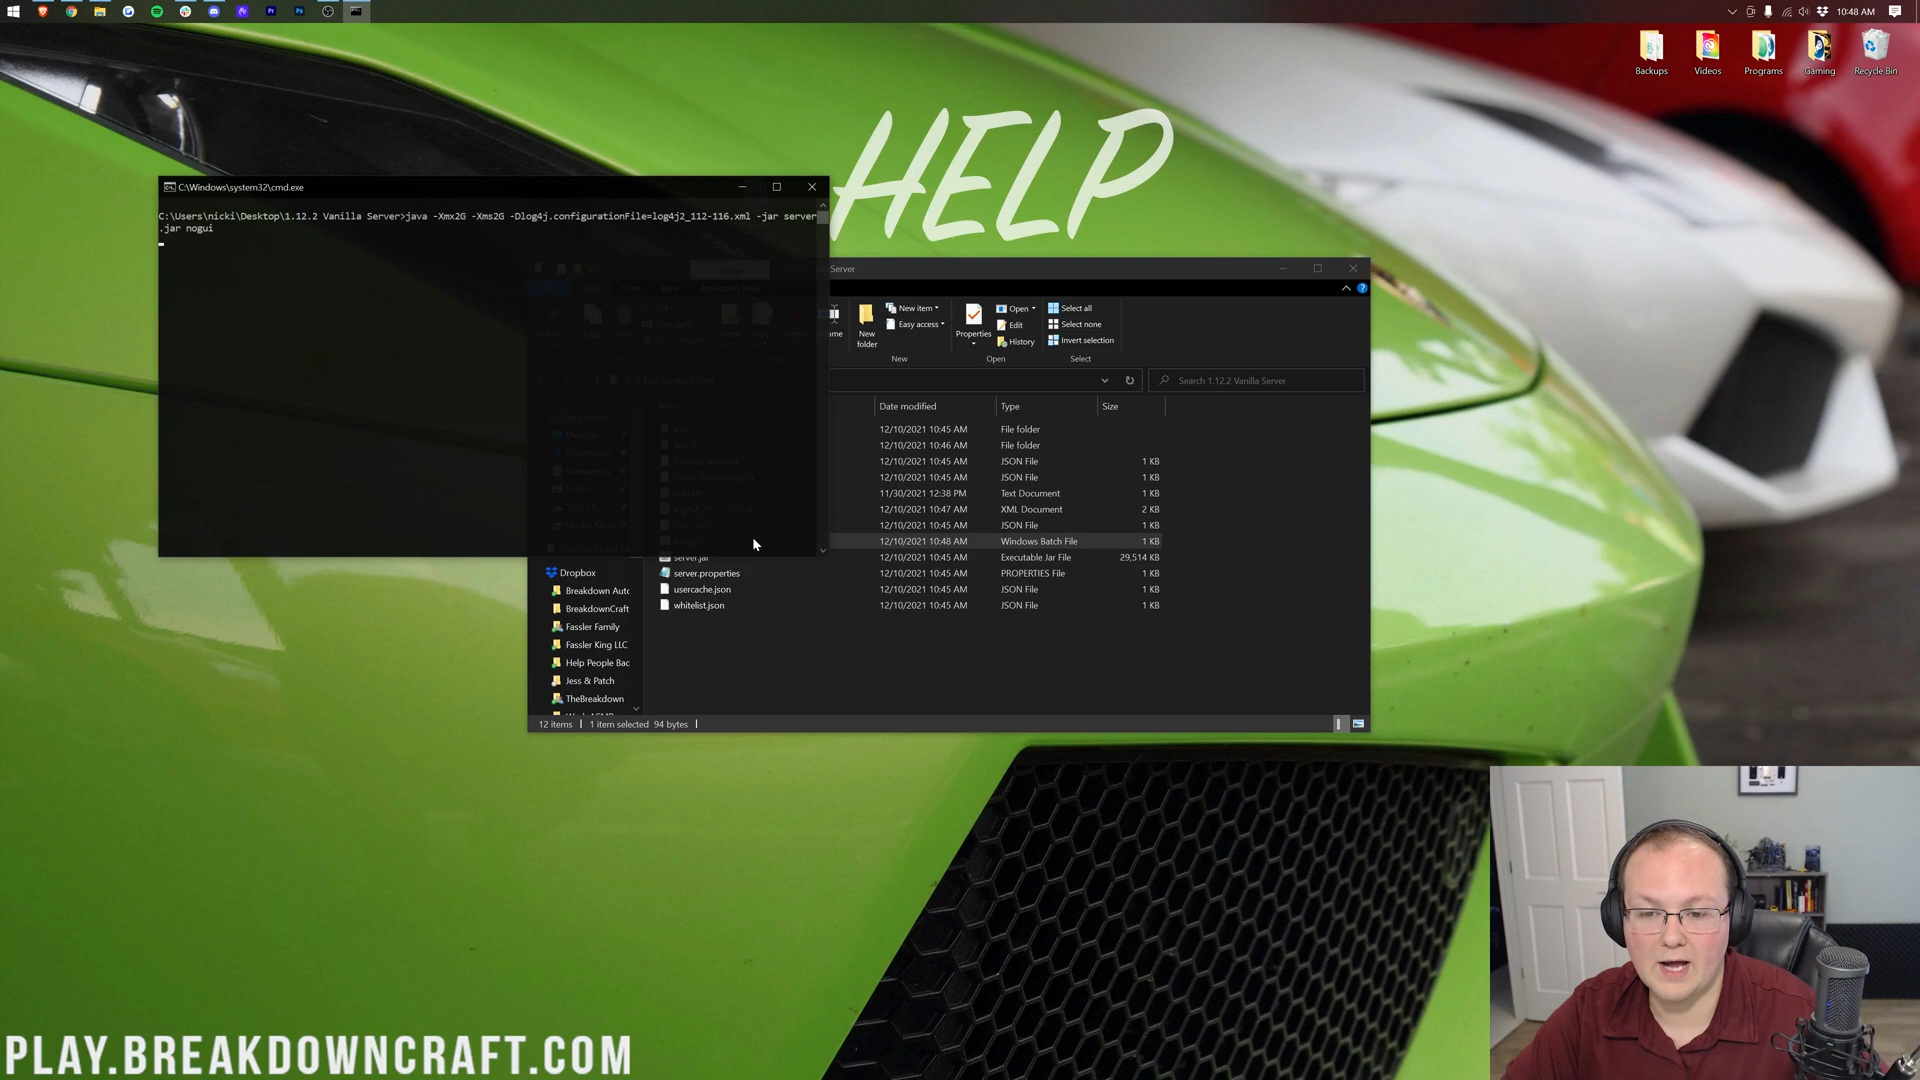 10:48 AM
Backups
Videos
Programs
Gaming
Recycle Bin
HELP
C:\Windows\system32\cmd.exe
C:\Users\nicki\Desktop\1.12.2 Vanilla Server>java -Xmx2G -Xms2G -Dlog4j.configurationFile=log4j2_112-116.xml -jar server
.jar nogui
Server
New item
Easy access
New
folder
New
Properties
Open
Edit
History
Open
Select all
Select none
Invert selection
Select
Search 1.12.2 Vanilla Server
Date modified Type Size
12/10/2021 10:45 AM File folder
12/10/2021 10:46 AM File folder
12/10/2021 10:45 AM JSON File 1 KB
12/10/2021 10:45 AM JSON File 1 KB
11/30/2021 12:38 PM Text Document 1 KB
12/10/2021 10:47 AM XML Document 2 KB
12/10/2021 10:45 AM JSON File 1 KB
12/10/2021 10:48 AM Windows Batch File 1 KB
server.jar 12/10/2021 10:45 AM Executable Jar File 29,514 KB
server.properties 12/10/2021 10:45 AM PROPERTIES File 1 KB
usercache.json 12/10/2021 10:45 AM JSON File 1 KB
whitelist.json 12/10/2021 10:45 AM JSON File 1 KB
Dropbox
Breakdown Auto
BreakdownCraft
Fassler Family
Fassler King LLC
Help People Bac
Jess & Patch
TheBreakdown
12 items 1 item selected 94 bytes
PLAY.BREAKDOWNCRAFT.COM